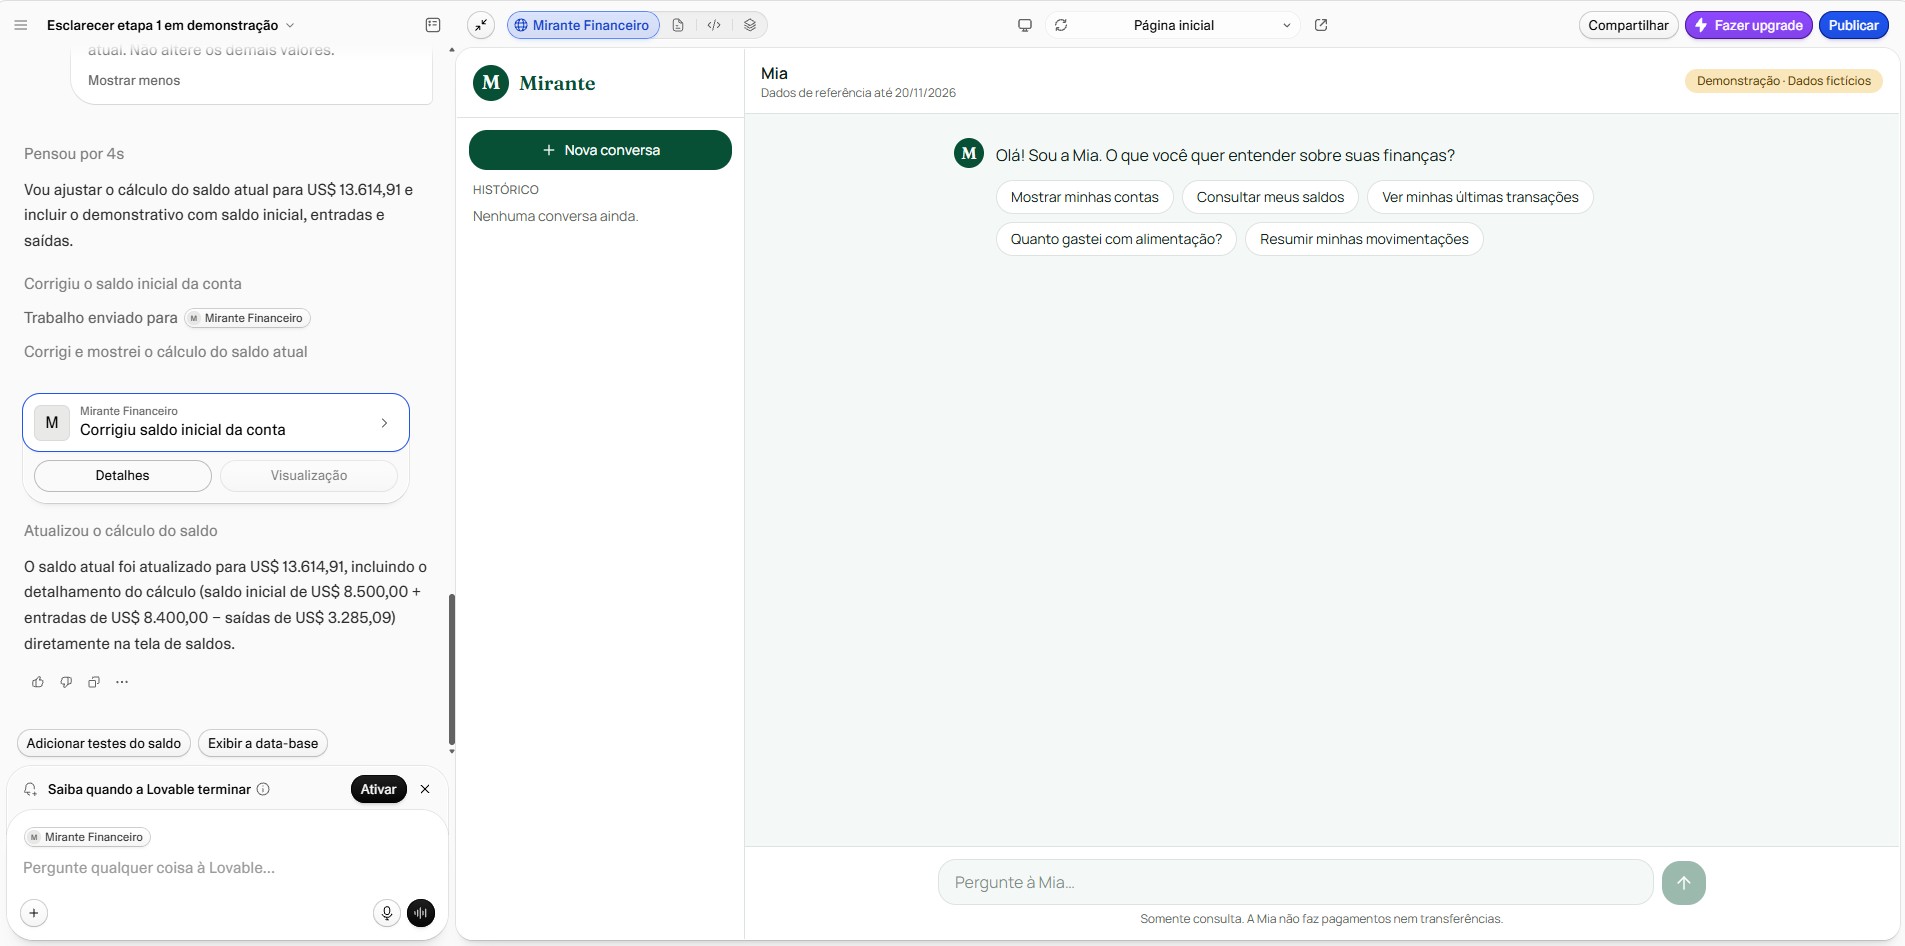 Esclarecer etapa 1 em demonstração
Mirante Financeiro
Página inicial
Compartilhar
Fazer upgrade
Publicar
atual. Não altere os demais valores.
Mostrar menos
Pensou por 4s
Vou ajustar o cálculo do saldo atual para US$ 13.614,91 e
incluir o demonstrativo com saldo inicial, entradas e
saídas.
Corrigiu o saldo inicial da conta
Trabalho enviado para M Mirante Financeiro
Corrigi e mostrei o cálculo do saldo atual
M
Mirante Financeiro
Corrigiu saldo inicial da conta
Detalhes
Visualização
Atualizou o cálculo do saldo
O saldo atual foi atualizado para US$ 13.614,91, incluindo o
detalhamento do cálculo (saldo inicial de US$ 8.500,00 +
entradas de US$ 8.400,00 − saídas de US$ 3.285,09)
diretamente na tela de saldos.
Adicionar testes do saldo
Exibir a data-base
Saiba quando a Lovable terminar
Ativar
M Mirante Financeiro
Pergunte qualquer coisa à Lovable...
M Mirante
Nova conversa
HISTÓRICO
Nenhuma conversa ainda.
Mia
Dados de referência até 20/11/2026
Demonstração · Dados fictícios
M
Olá! Sou a Mia. O que você quer entender sobre suas finanças?
Mostrar minhas contas
Consultar meus saldos
Ver minhas últimas transações
Quanto gastei com alimentação?
Resumir minhas movimentações
Pergunte à Mia...
Somente consulta. A Mia não faz pagamentos nem transferências.